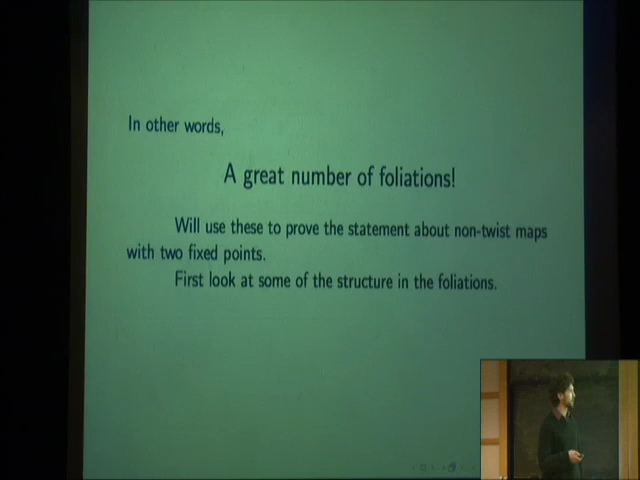 In other words,
A great number of foliations!
Will use these to prove the statement about non-twist maps
with two fixed points.
First look at some of the structure in the foliations.